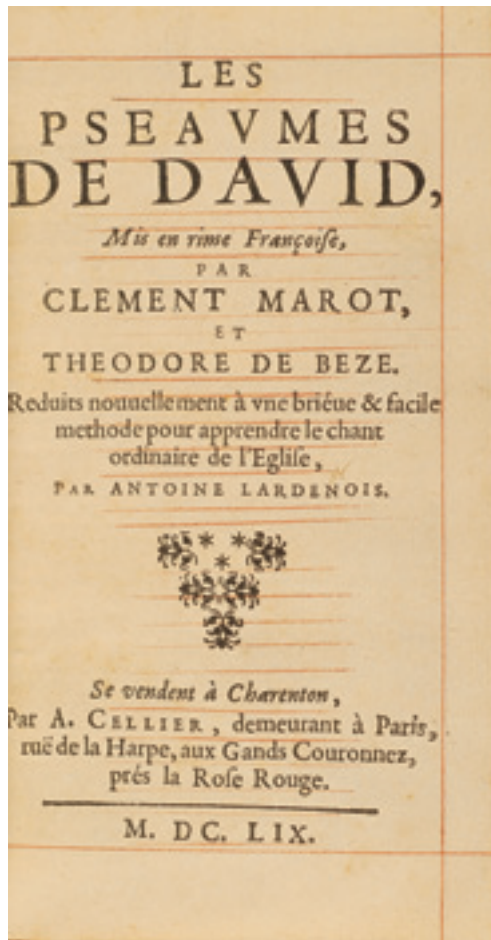 LES
PSEAVMES
DE DAVID,
Mis en rime Françoiſe,
PAR
CLEMENT MAROT,
ET
THEODORE DE BEZE.
Reduits nouuellement à vne briéue & facile
methode pour apprendre le chant
ordinaire de l'Egliſe,
PAR ANTOINE LARDENOIS.
Se vendent à Charenton,
Par A. CELLIER, demeurant à Paris,
ruë de la Harpe, aux Gands Couronnez,
prés la Roſe Rouge.
M. DC. LIX.